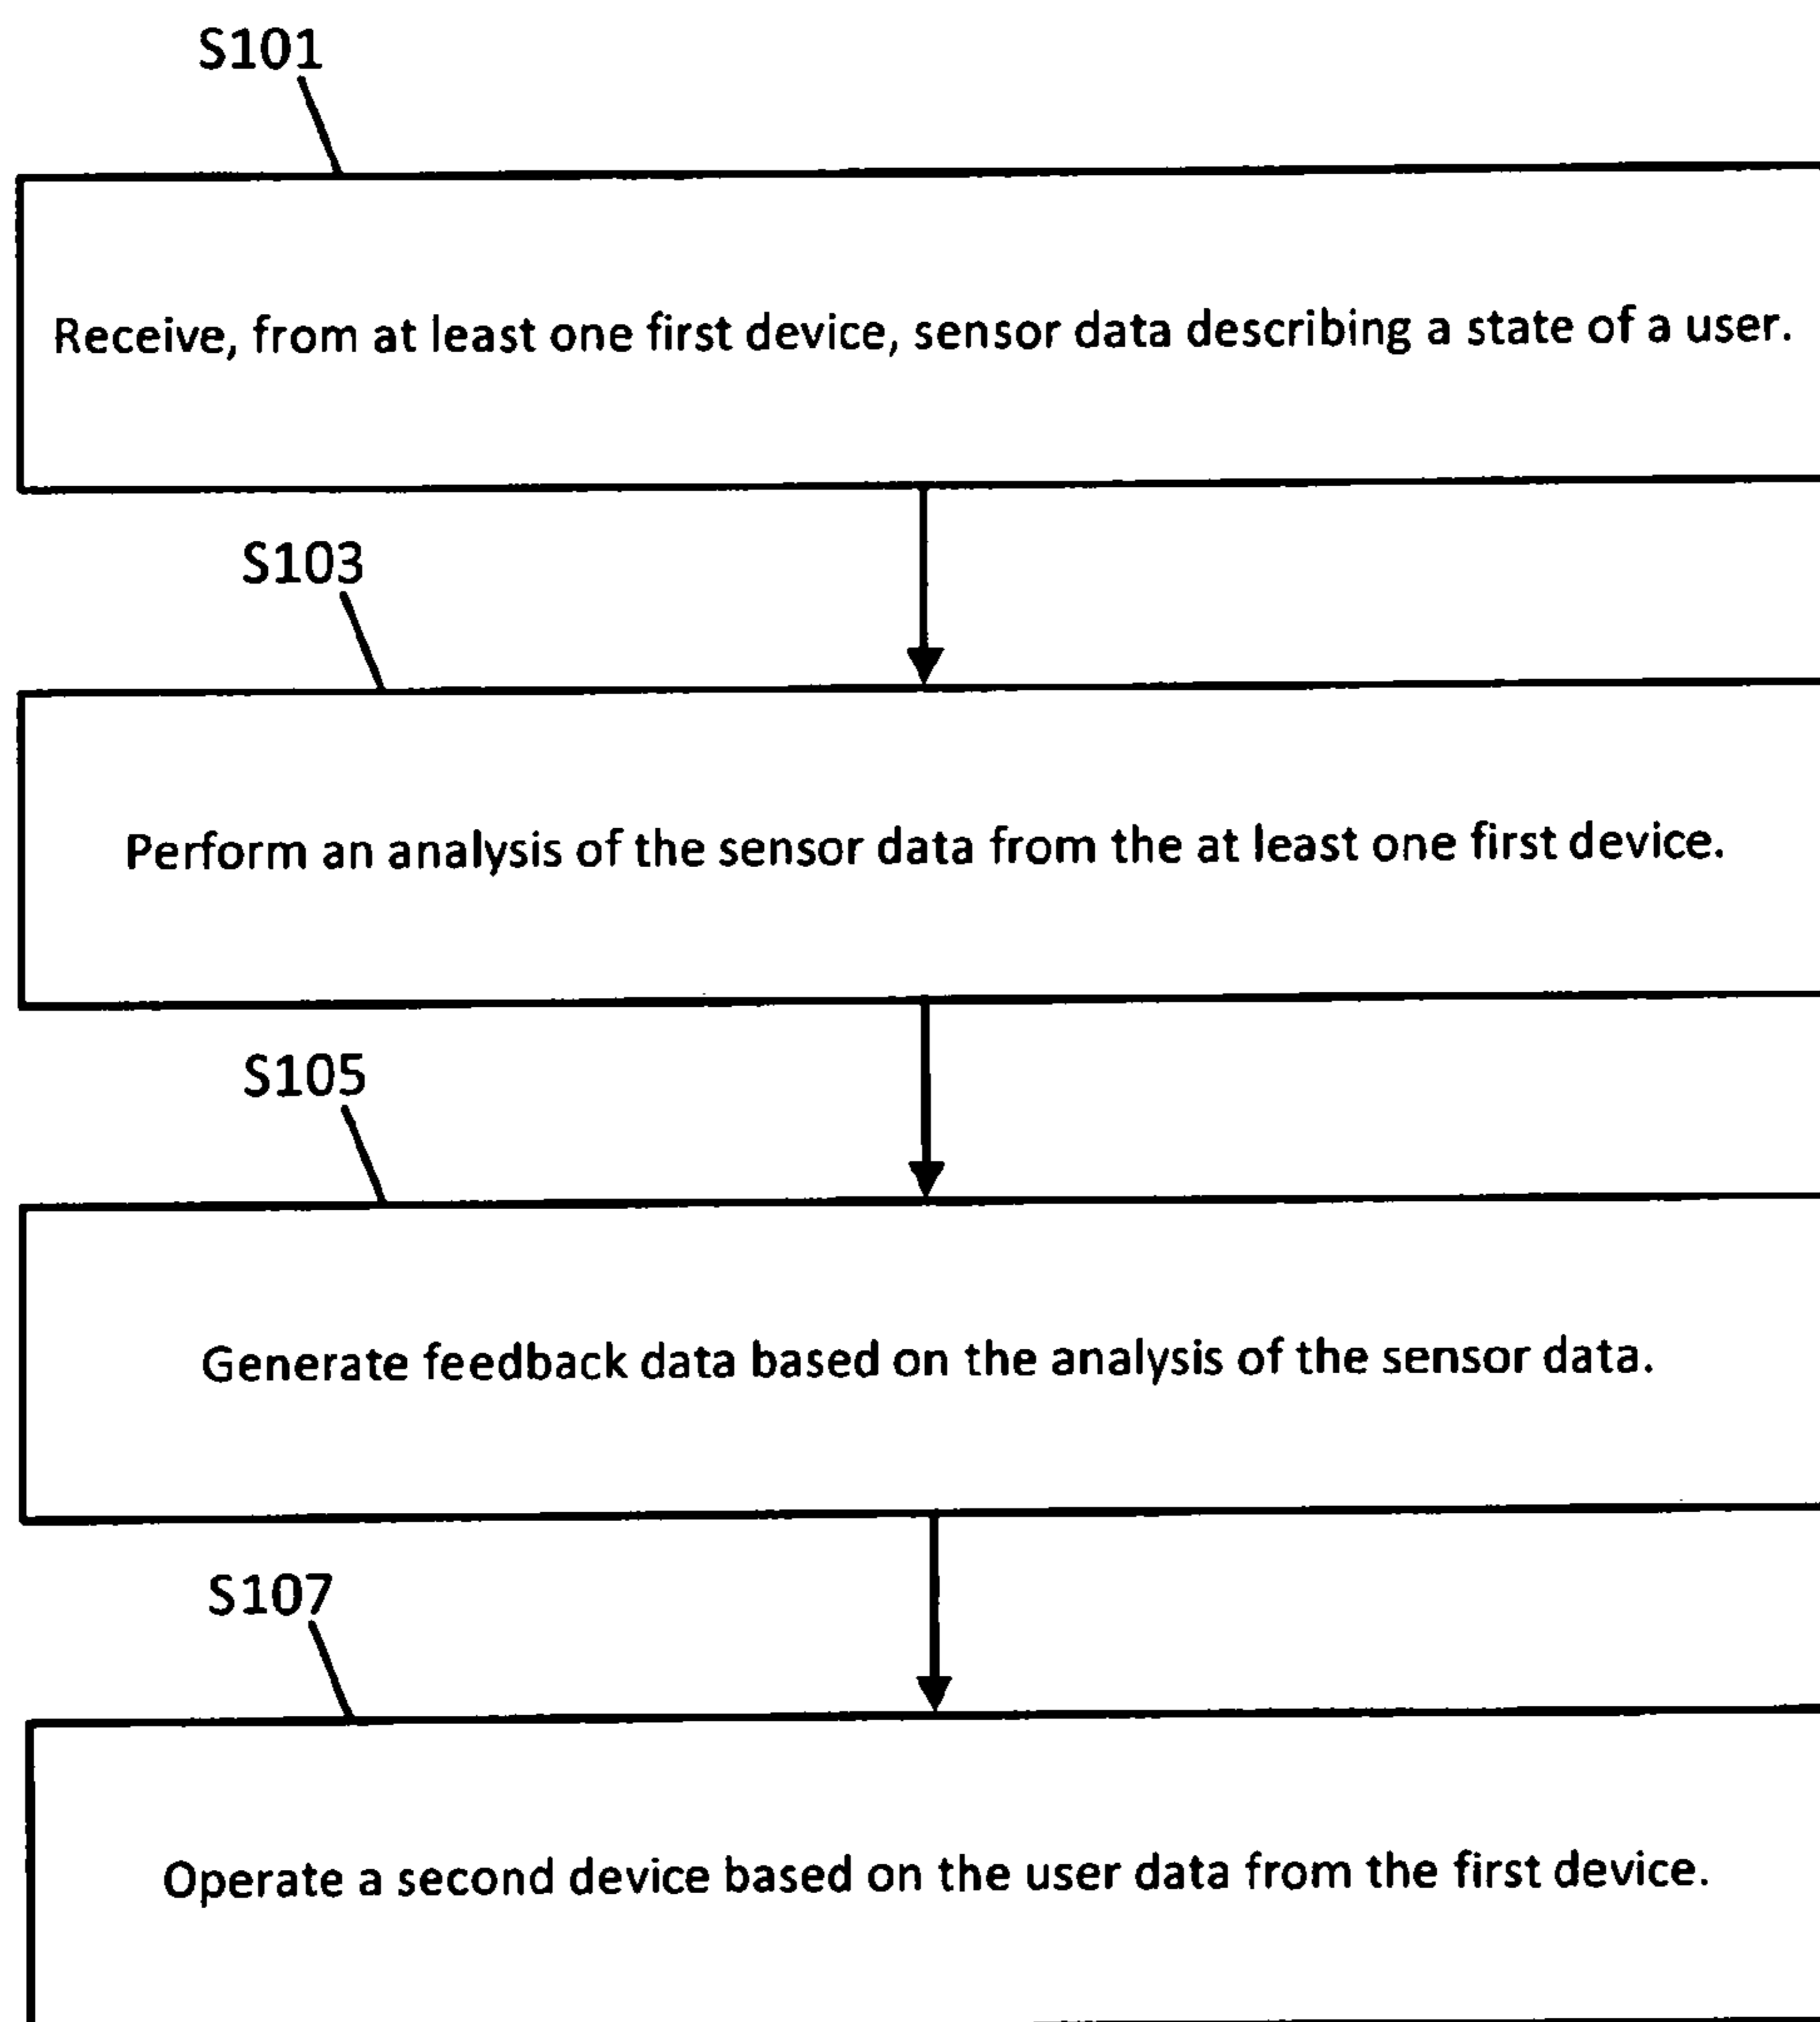 S101
Receive, from at least one first device, sensor data describing a state of a user.
S103
Perform an analysis of the sensor data from the at least one first device.
S105
Generate feedback data based on the analysis of the sensor data.
S107
Operate a second device based on the user data from the first device.